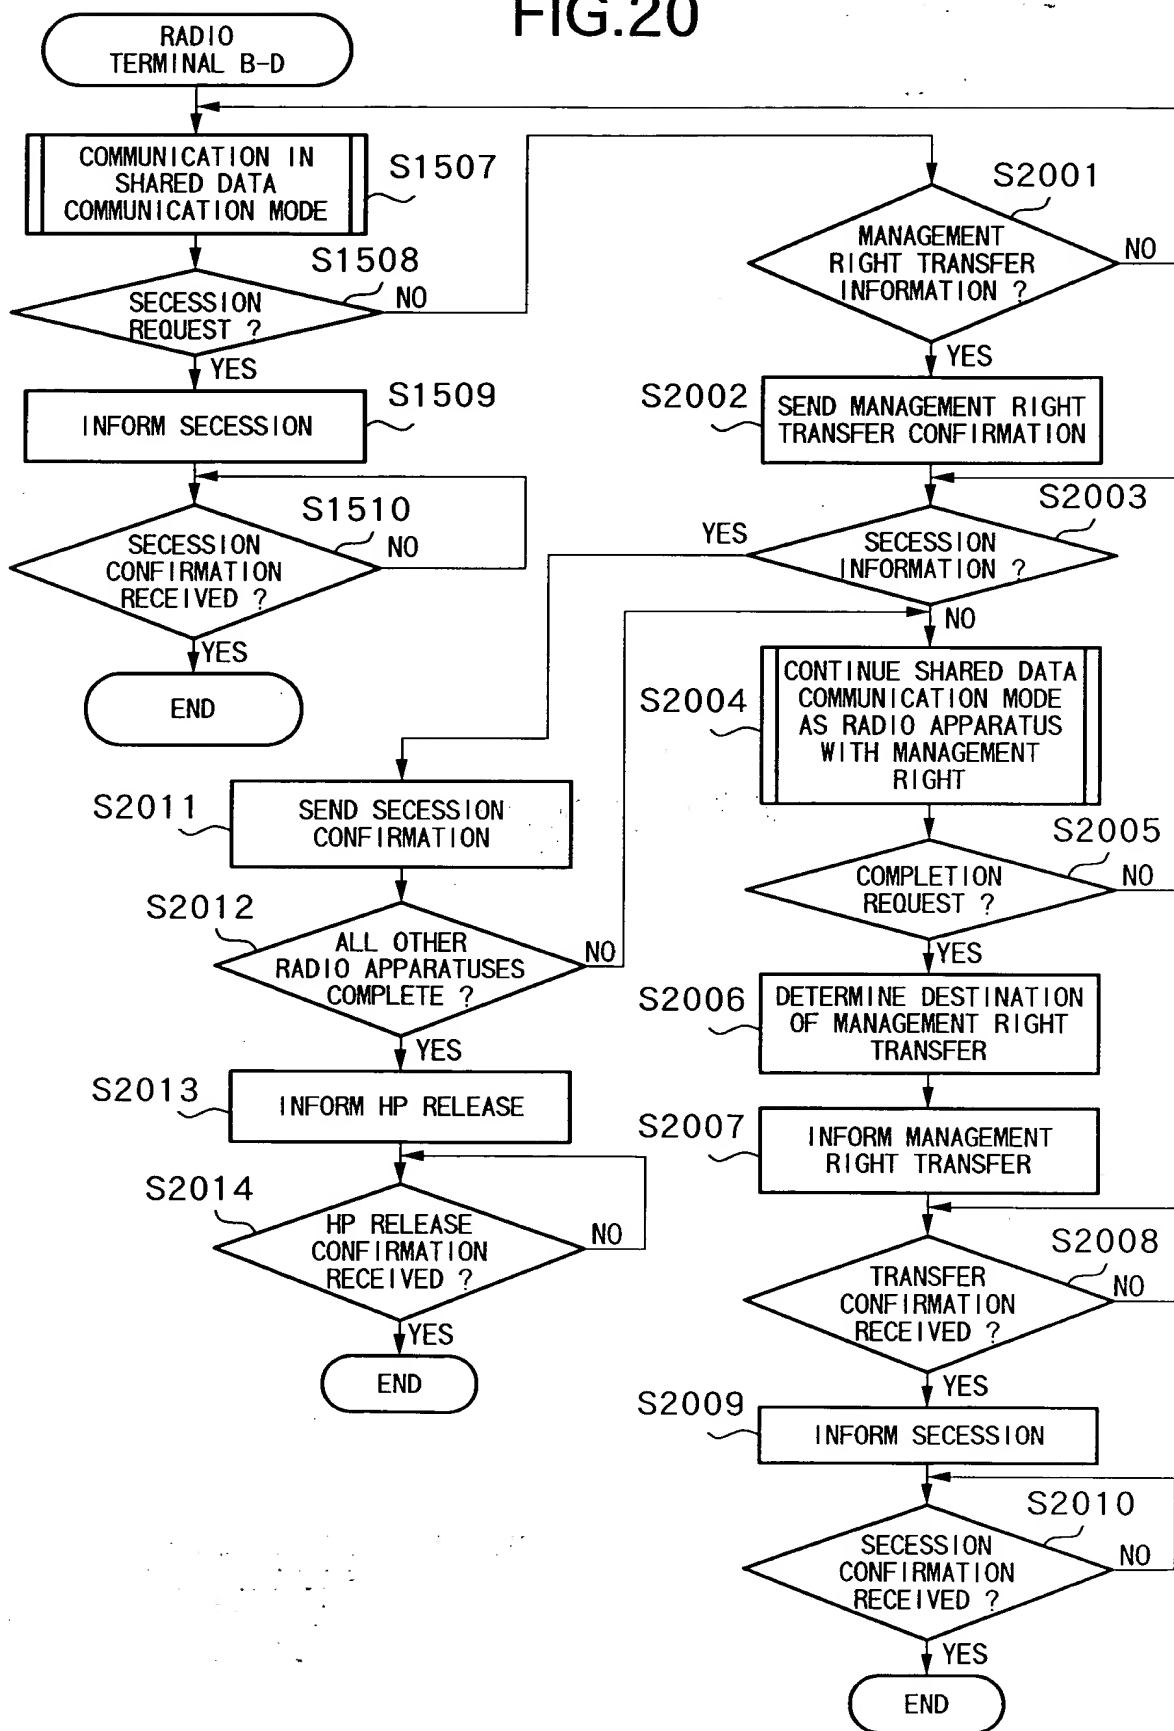 FIG.20
RADIO
TERMINAL B-D
COMMUNICATION IN
SHARED DATA
COMMUNICATION MODE
S1507
S1508
SECESSION
REQUEST ?
NO
YES
INFORM SECESSION
S1509
S1510
SECESSION
CONFIRMATION
RECEIVED ?
NO
YES
END
S2001
MANAGEMENT
RIGHT TRANSFER
INFORMATION ?
NO
YES
S2002
SEND MANAGEMENT RIGHT
TRANSFER CONFIRMATION
S2003
YES
SECESSION
INFORMATION ?
NO
S2004
CONTINUE SHARED DATA
COMMUNICATION MODE
AS RADIO APPARATUS
WITH MANAGEMENT
RIGHT
S2005
COMPLETION
REQUEST ?
NO
YES
S2006
DETERMINE DESTINATION
OF MANAGEMENT RIGHT
TRANSFER
S2007
INFORM MANAGEMENT
RIGHT TRANSFER
S2008
TRANSFER
CONFIRMATION
RECEIVED ?
NO
YES
S2009
INFORM SECESSION
S2010
SECESSION
CONFIRMATION
RECEIVED ?
NO
YES
END
S2011
SEND SECESSION
CONFIRMATION
S2012
ALL OTHER
RADIO APPARATUSES
COMPLETE ?
NO
YES
S2013
INFORM HP RELEASE
S2014
HP RELEASE
CONFIRMATION
RECEIVED ?
NO
YES
END